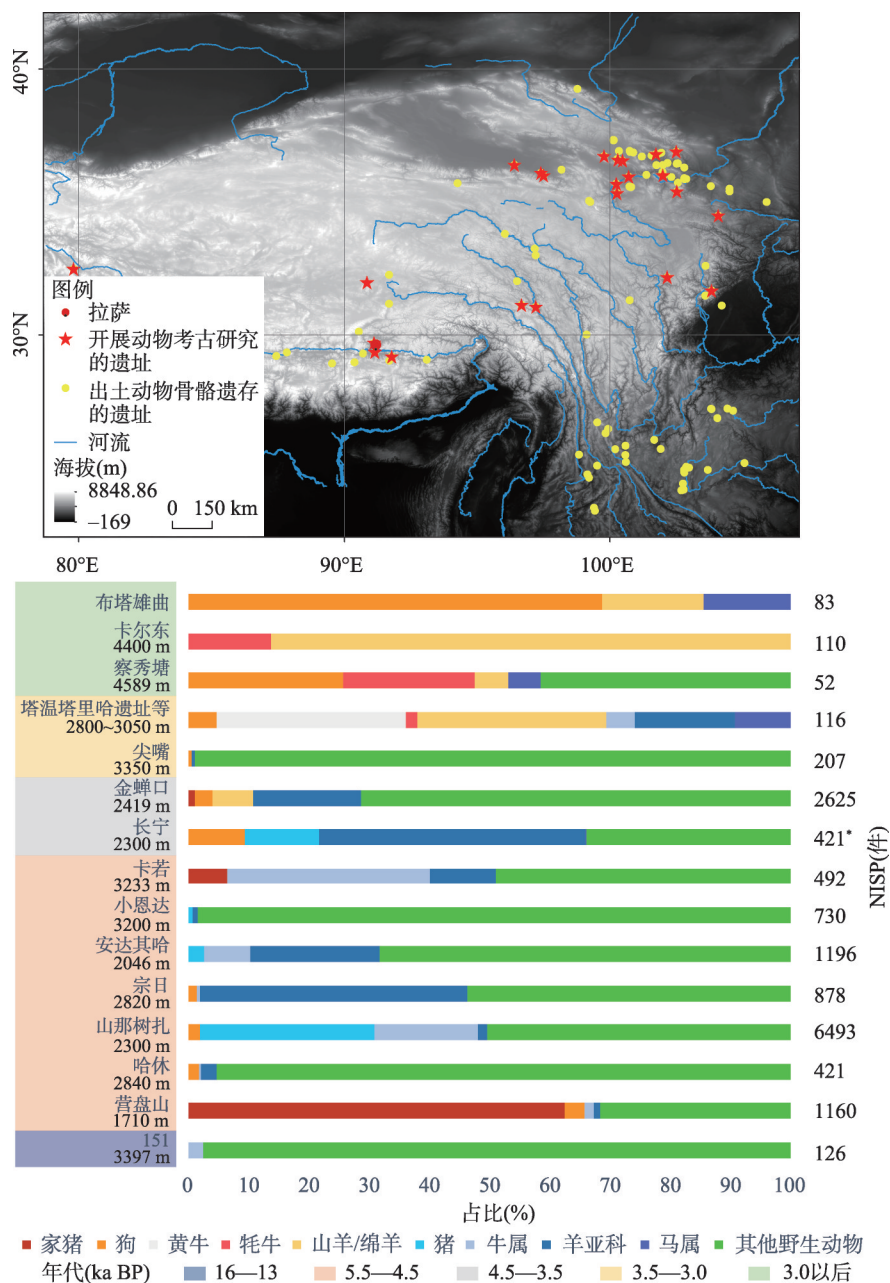 40°N
30°N
图例
拉萨
开展动物考古研究
的遗址
出土动物骨骼遗存
的遗址
河流
海拔(m)
8848.86
–169
0 150 km
80°E 90°E 100°E
布塔雄曲 83
卡尔东
4400 m
110
察秀塘
4589 m
52
塔温塔里哈遗址等
2800~3050 m
116
尖嘴
3350 m
207
金蝉口
2419 m
2625
长宁
2300 m
421*
卡若
3233 m
492
小恩达
3200 m
730
安达其哈
2046 m
1196
宗日
2820 m
878
山那树扎
2300 m
6493
哈休
2840 m
421
营盘山
1710 m
1160
151
3397 m
126
NISP(件)
0 10 20 30 40 50 60 70 80 90 100
占比(%)
家猪 狗 黄牛 牦牛 山羊/绵羊 猪 牛属 羊亚科 马属 其他野生动物
年代(ka BP) 16—13 5.5—4.5 4.5—3.5 3.5—3.0 3.0以后